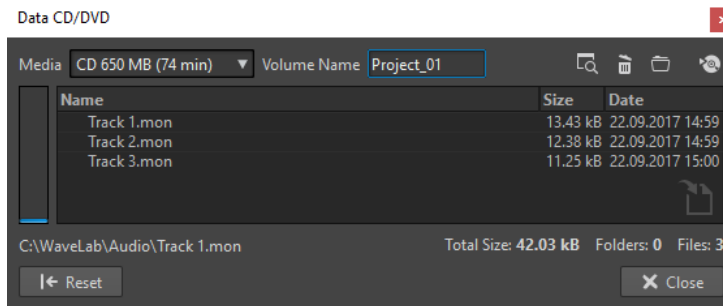 Data CD/DVD
Media CD 650 MB (74 min) Volume Name Project_01
Name Size Date
Track 1.mon 13.43 kB 22.09.2017 14:59
Track 2.mon 12.38 kB 22.09.2017 14:59
Track 3.mon 11.25 kB 22.09.2017 15:00
C:\WaveLab\Audio\Track 1.mon Total Size: 42.03 kB Folders: 0 Files: 3
Reset Close